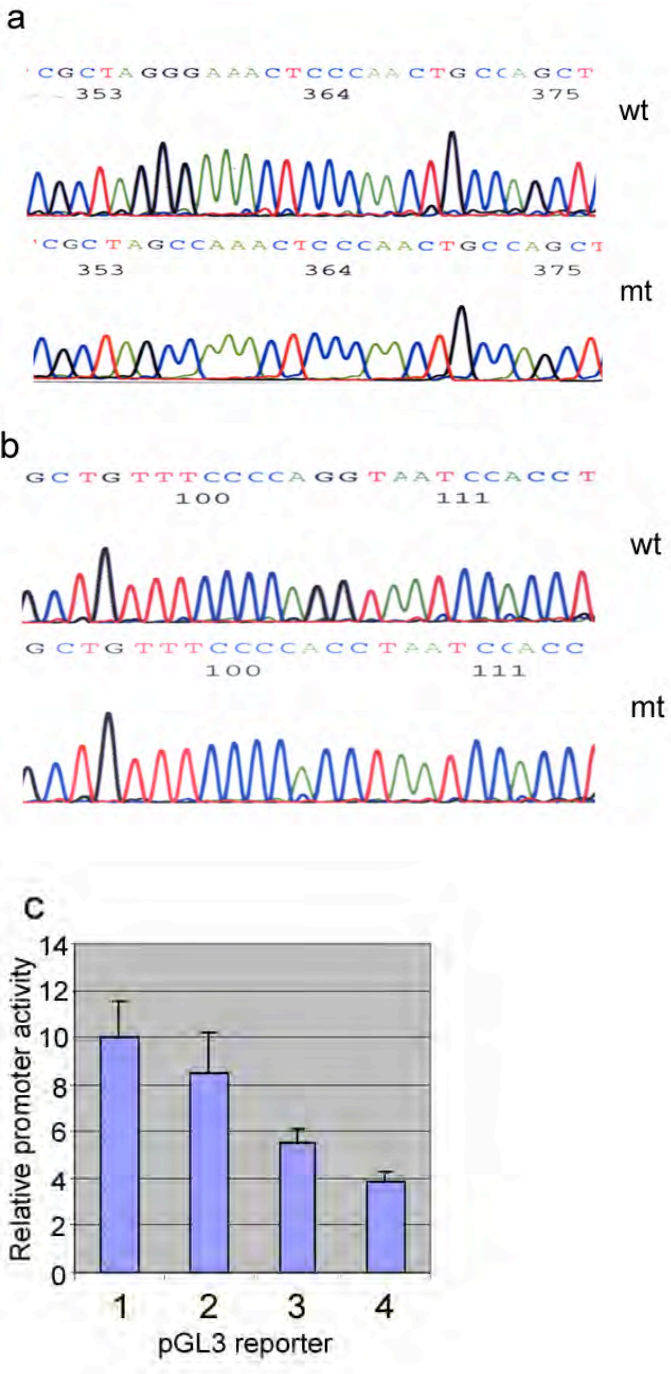 a
CGCTAGGGAAACTCCCAACTGCCAGCT
353 364 375
wt
CGCTAGCCAAACTCCCAACTGCCAGCT
353 364 375
mt
b
GCTGTTTCCCCAGGTAATCCACCT
100 111
wt
GCTGTTTCCCCACCTAATCCACC
100 111
mt
c
Relative promoter activity
14
12
10
8
6
4
2
0
1 2 3 4
pGL3 reporter